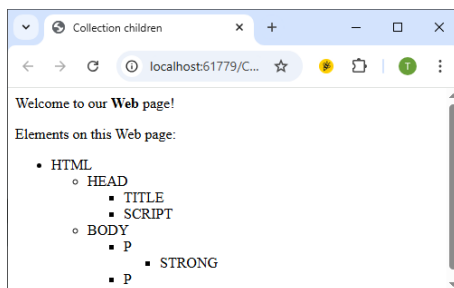 Collection children
localhost:61779/C...
T
Welcome to our Web page!
Elements on this Web page:
HTML
HEAD
TITLE
SCRIPT
BODY
P
STRONG
P